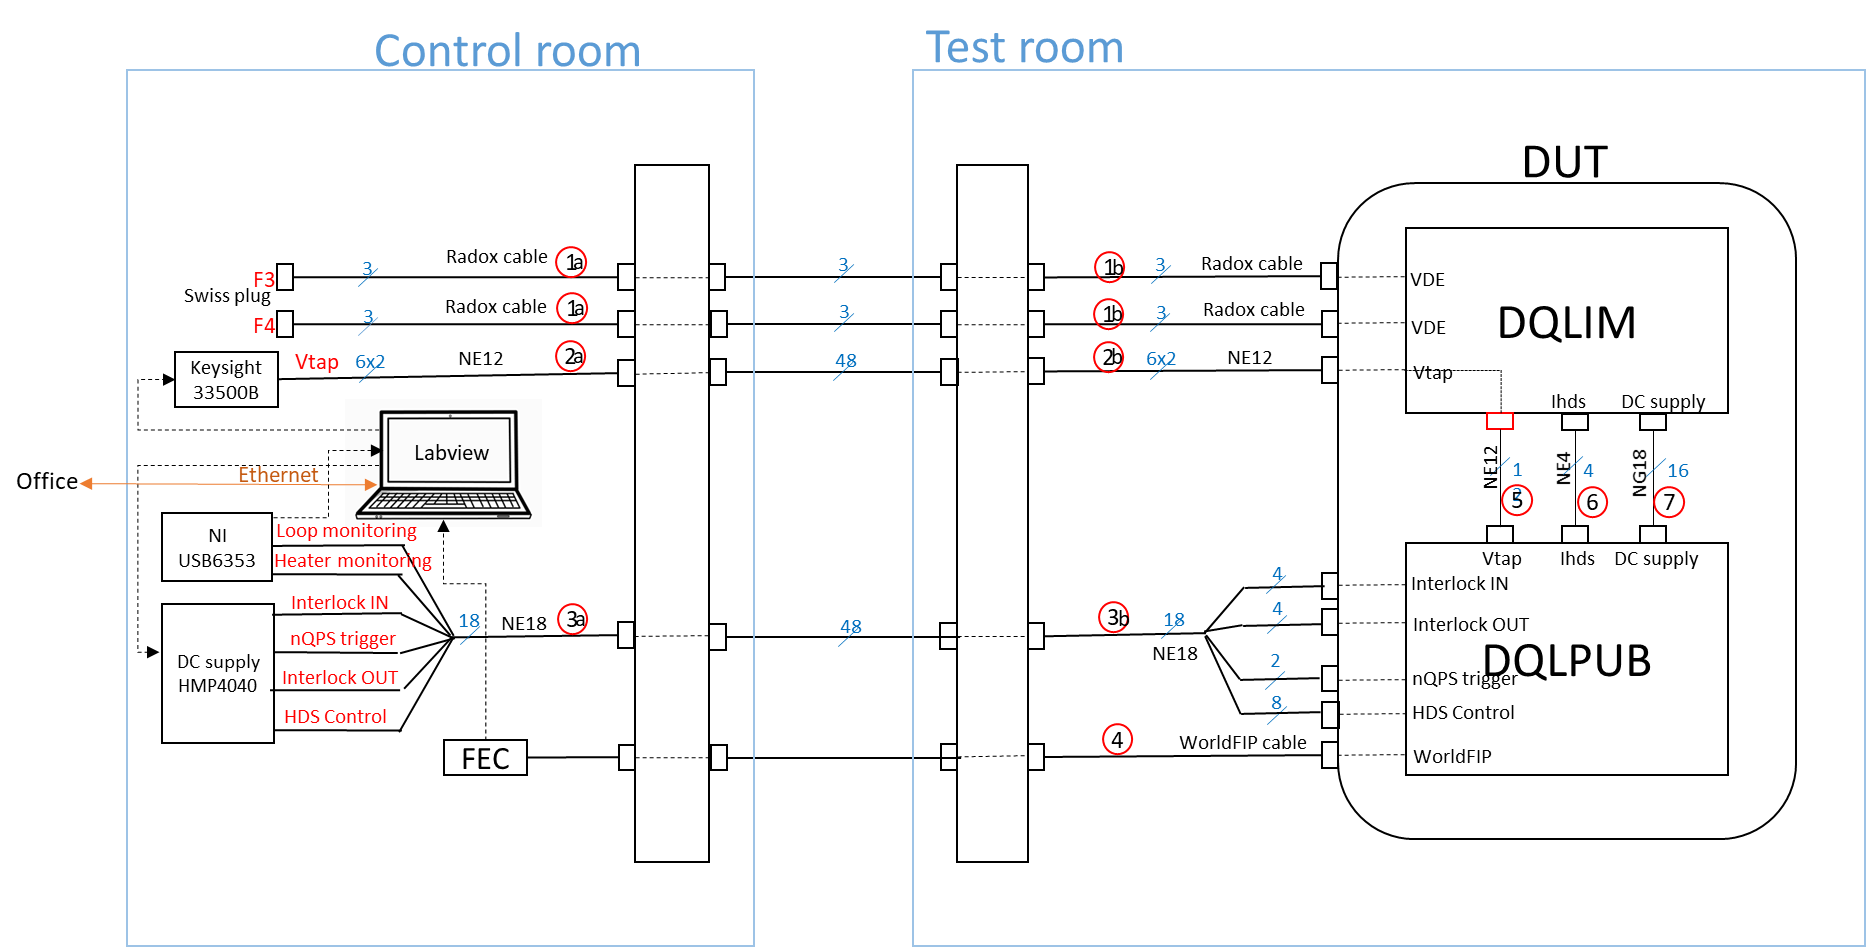 Control room
Test room
DUT
Radox cable
1a
3
F3
Swiss plug
3
1b
3
Radox cable
VDE
Radox cable
1a
3
F4
3
1b
3
Radox cable
VDE
DQLIM
Keysight
33500B
Vtap
6x2
NE12
2a
48
2b
6x2
NE12
Vtap
Ihds
DC supply
Labview
Office
Ethernet
NE12
1
2
5
NE4
4
6
NG18
16
7
NI
USB6353
Loop monitoring
Heater monitoring
Vtap
Ihds
DC supply
DC supply
HMP4040
Interlock IN
nQPS trigger
Interlock OUT
HDS Control
18
NE18
3a
48
3b
18
NE18
4
Interlock IN
4
Interlock OUT
DQLPUB
2
nQPS trigger
8
HDS Control
FEC
4
WorldFIP cable
WorldFIP